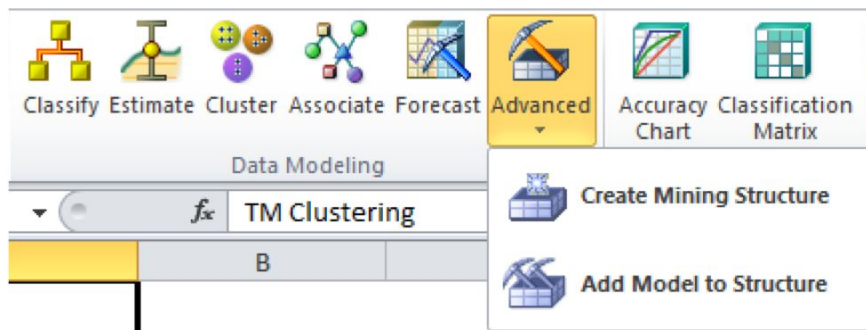 Classify Estimate Cluster Associate Forecast Advanced Accuracy Chart Classification Matrix
Data Modeling
fx TM Clustering
B
Create Mining Structure
Add Model to Structure